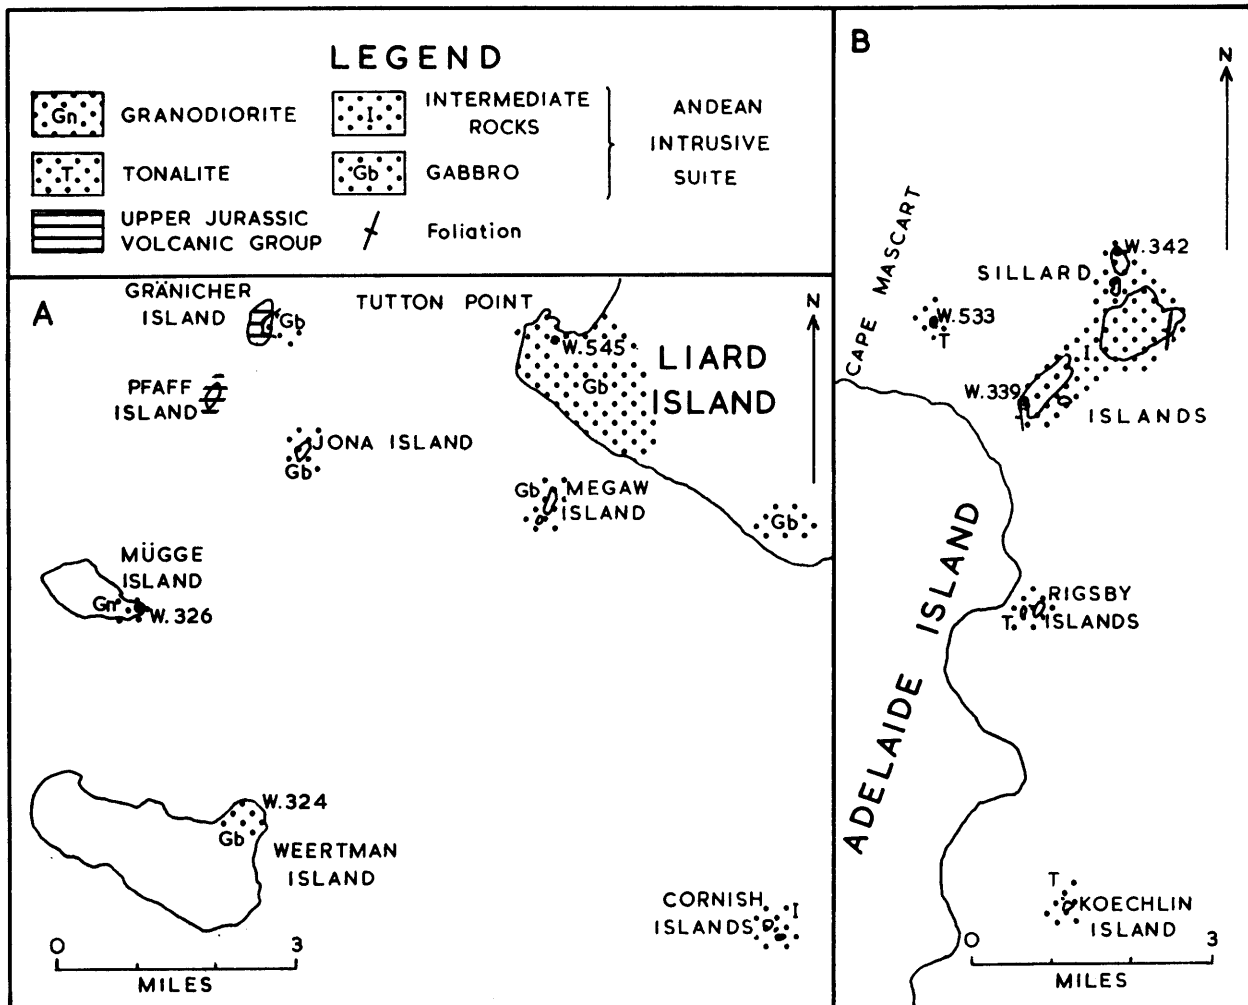 LEGEND
Gn
GRANODIORITE
T
TONALITE
UPPER JURASSIC
VOLCANIC GROUP
I
INTERMEDIATE
ROCKS
Gb
GABBRO
Foliation
ANDEAN
INTRUSIVE
SUITE
A
GRÄNICHER
ISLAND
Gb
PFAFF
ISLAND
JONA ISLAND
Gb
TUTTON POINT
W.545
Gb
LIARD
ISLAND
N
Gb
MEGAW
ISLAND
Gb
MÜGGE
ISLAND
Gn
W.326
W.324
Gb
WEERTMAN
ISLAND
CORNISH
ISLANDS
I
0
3
MILES
B
N
CAPE MASCART
W.342
SILLARD
W.533
T
I
W.339
ISLANDS
ADELAIDE ISLAND
RIGSBY
ISLANDS
T
T
KOECHLIN
ISLAND
0
3
MILES